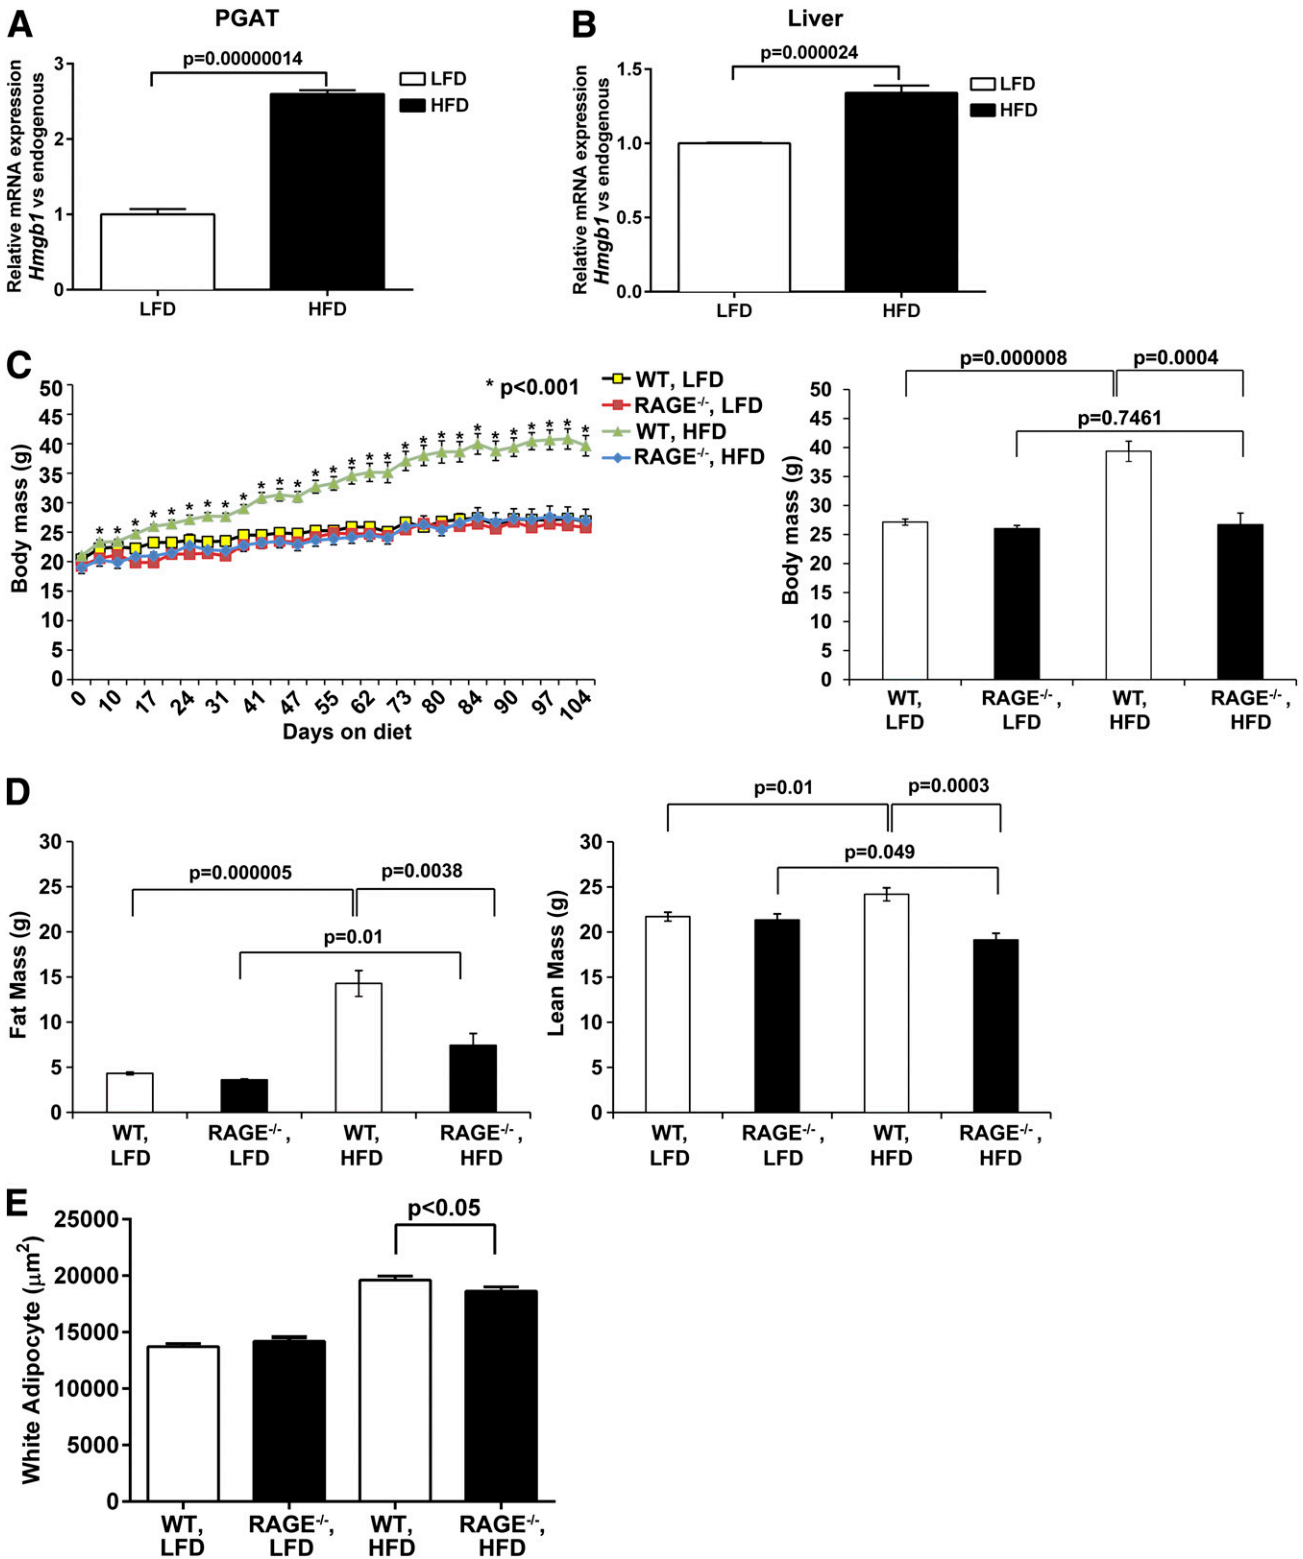 A
PGAT
p=0.00000014
Relative mRNA expression
Hmgb1 vs endogenous
3
2
1
0
LFD
HFD
LFD
HFD
B
Liver
p=0.000024
Relative mRNA expression
Hmgb1 vs endogenous
1.5
1.0
0.5
0.0
LFD
HFD
LFD
HFD
C
Body mass (g)
50
45
40
35
30
25
20
15
10
5
0
* p<0.001
* * * * * * * * * * * * * * * * * * * * * * * * * * * *
WT, LFD
RAGE-/-, LFD
WT, HFD
RAGE-/-, HFD
0 10 17 24 31 41 47 55 62 73 80 84 90 97 104
Days on diet
p=0.000008
p=0.0004
p=0.7461
Body mass (g)
50
45
40
35
30
25
20
15
10
5
0
WT, RAGE-/-, WT, RAGE-/-,
LFD LFD HFD HFD
D
p=0.000005
p=0.0038
p=0.01
Fat Mass (g)
30
25
20
15
10
5
0
WT, RAGE-/-, WT, RAGE-/-,
LFD LFD HFD HFD
p=0.01
p=0.0003
p=0.049
Lean Mass (g)
30
25
20
15
10
5
0
WT, RAGE-/-, WT, RAGE-/-,
LFD LFD HFD HFD
E
p<0.05
White Adipocyte (µm2)
25000
20000
15000
10000
5000
0
WT, RAGE-/-, WT, RAGE-/-,
LFD LFD HFD HFD